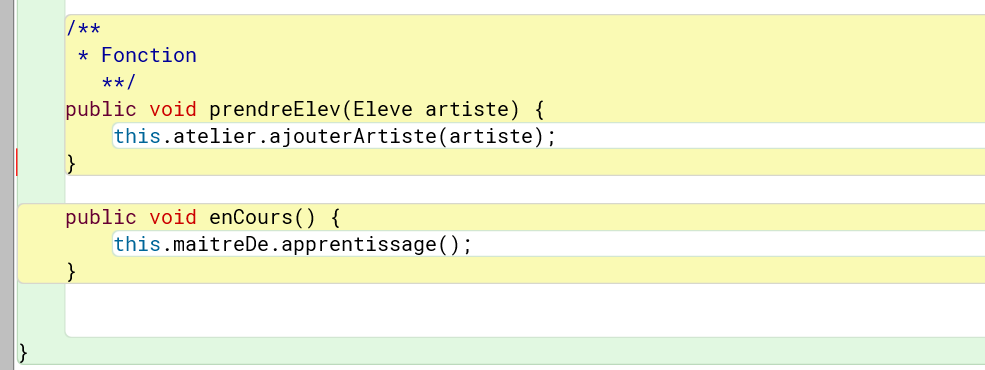 /**
 * Fonction
   **/
public void prendreElev(Eleve artiste) {
    this.atelier.ajouterArtiste(artiste);
}
public void enCours() {
    this.maitreDe.apprentissage();
}
}